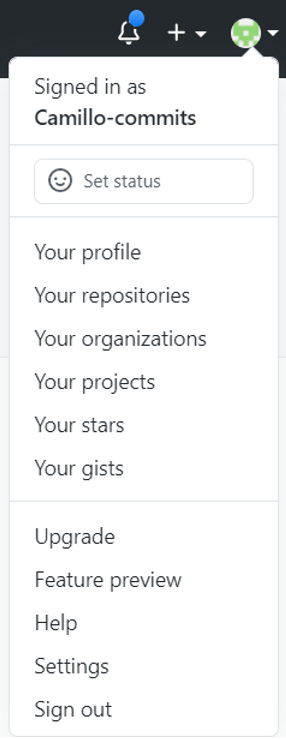 Signed in as
Camillo-commits
Set status
Your profile
Your repositories
Your organizations
Your projects
Your stars
Your gists
Upgrade
Feature preview
Help
Settings
Sign out